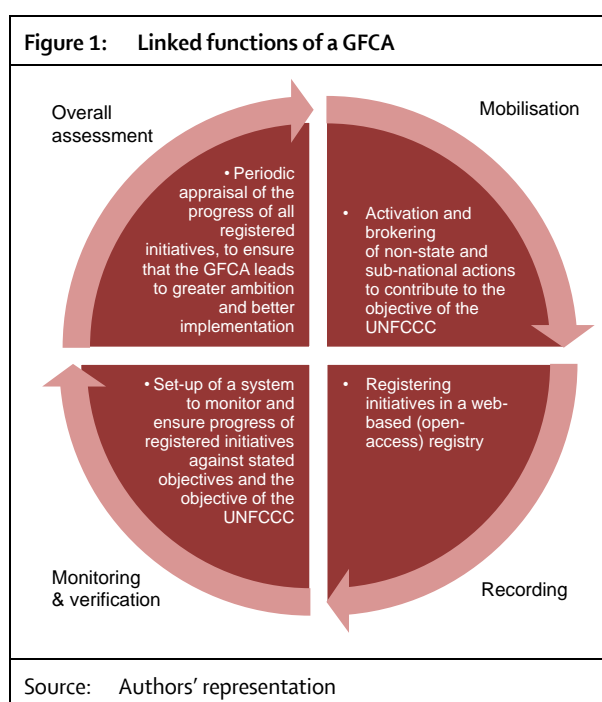 Figure 1: Linked functions of a GFCA
Overall
assessment
Mobilisation
• Periodic
appraisal of the
progress of all
registered
initiatives, to ensure
that the GFCA leads
to greater ambition
and better
implementation
• Activation and
brokering
of non-state and
sub-national actions
to contribute to the
objective of the
UNFCCC
• Set-up of a system
to monitor and
ensure progress of
registered initiatives
against stated
objectives and the
objective of the
UNFCCC
• Registering
initiatives in a web-
based (open-
access) registry
Monitoring
& verification
Recording
Source: Authors’ representation